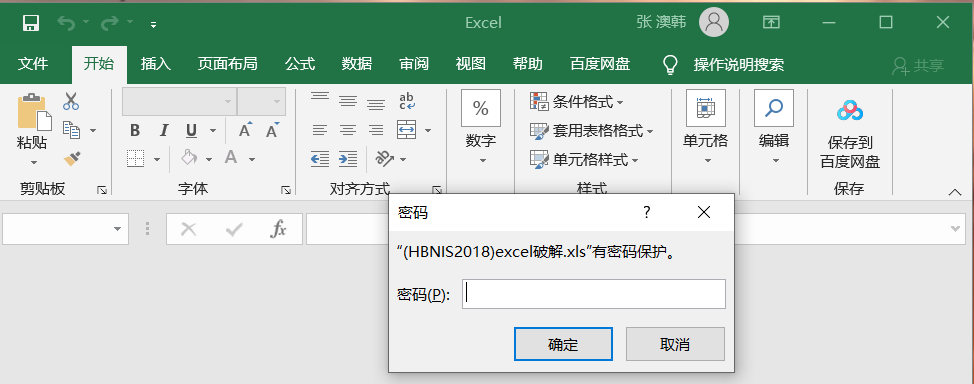 Excel
张 澳韩
文件 开始 插入 页面布局 公式 数据 审阅 视图 帮助 百度网盘 操作说明搜索 共享
粘贴
剪贴板
B I U A A
A
字体
ab
c
对齐方式
%
数字
条件格式
套用表格格式
单元格样式
样式
单元格
编辑
保存到
百度网盘
保存
fx
密码 ?
“(HBNIS2018)excel破解.xls”有密码保护。
密码(P):
确定 取消